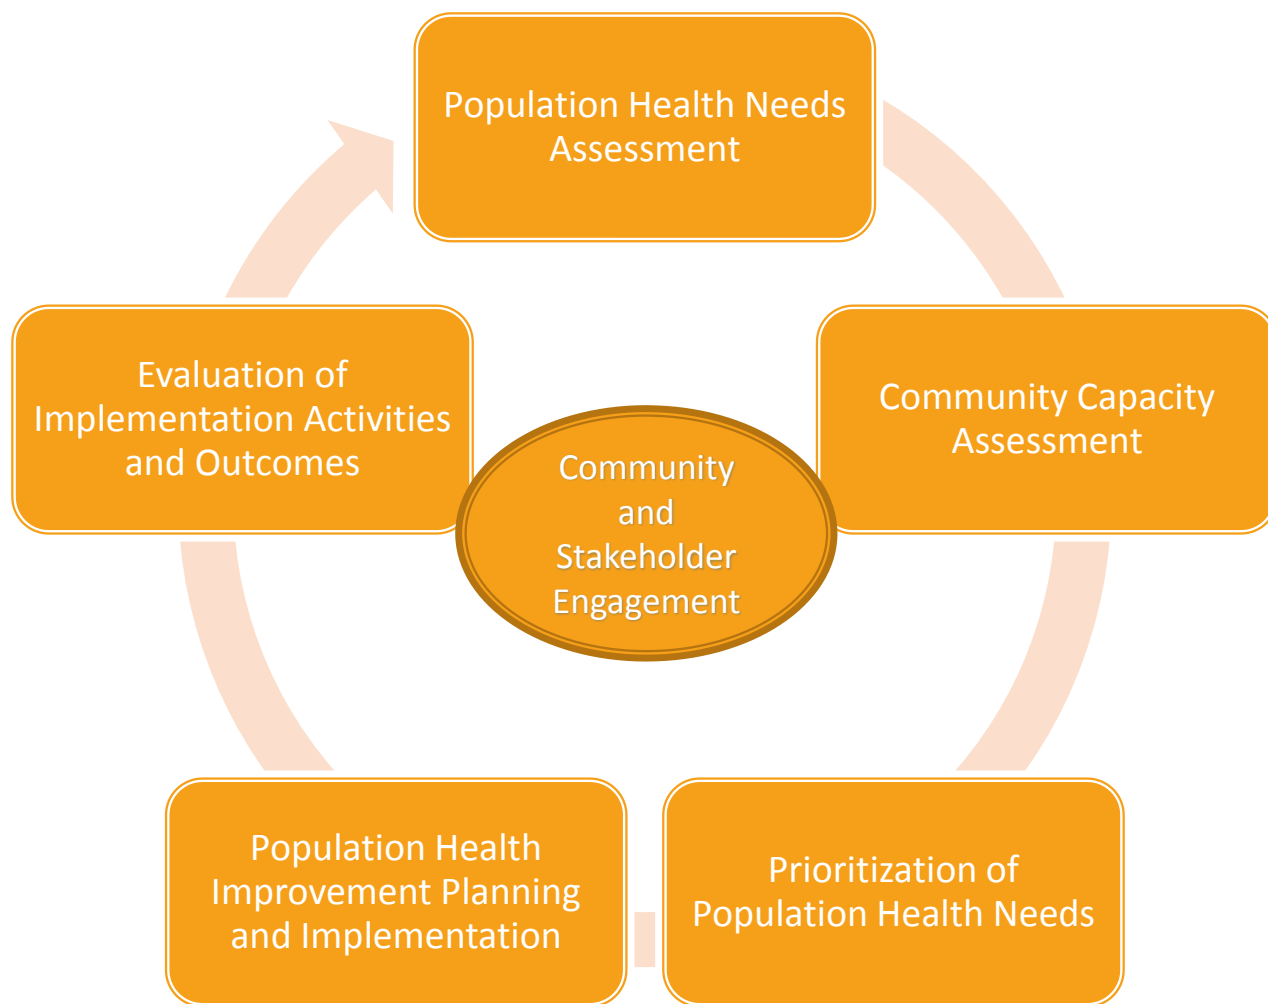 Population Health Needs
Assessment
Community Capacity
Assessment
Prioritization of
Population Health Needs
Population Health
Improvement Planning
and Implementation
Evaluation of
Implementation Activities
and Outcomes
Community
and
Stakeholder
Engagement